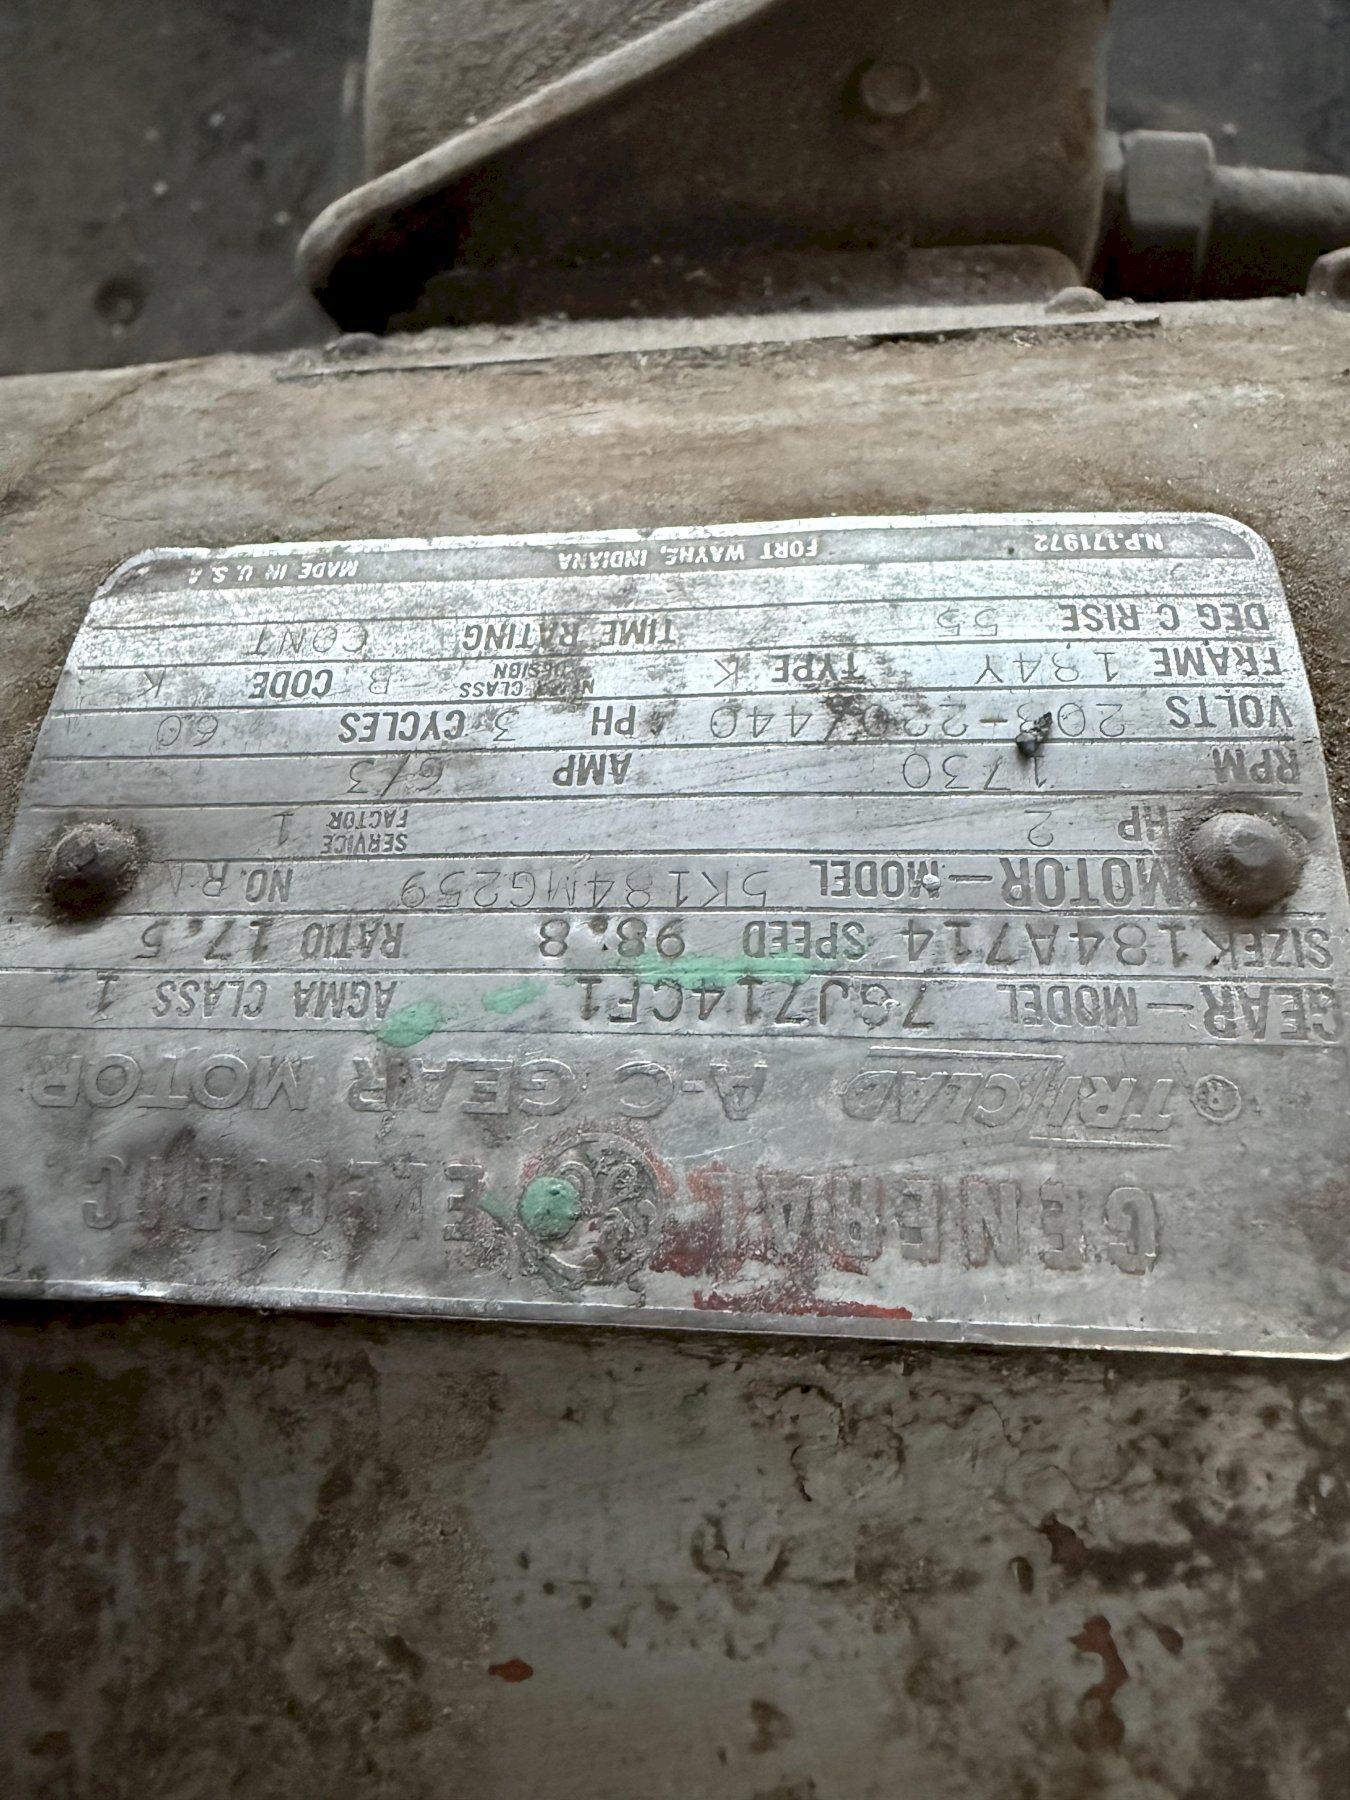 GENERAL ELECTRIC
TRI CLAD ® A-C GEAR MOTOR
GEAR-MODEL 7GJ714CF1 AGMA CLASS 1
SIZE K184A714 SPEED 98.8 RATIO 17.5
MOTOR-MODEL 5K184MG259 NO. RA
HP 2 SERVICE FACTOR 1
RPM 1730 AMP 6/3
VOLTS 208-220/440 PH 3 CYCLES 60
FRAME 184Y TYPE K NEMA CLASS DESIGN B CODE K
DEG C RISE 55 TIME RATING CONT
N.P.171972 FORT WAYNE, INDIANA MADE IN U. S. A